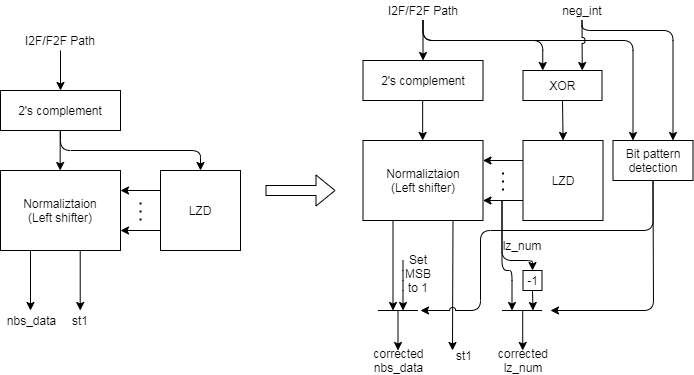 I2F/F2F Path
2's complement
Normaliztaion
(Left shifter)
LZD
nbs_data
st1
I2F/F2F Path
neg_int
2's complement
XOR
Normaliztaion
(Left shifter)
LZD
Bit pattern
detection
lz_num
Set
MSB
to 1
-1
corrected
nbs_data
st1
corrected
lz_num